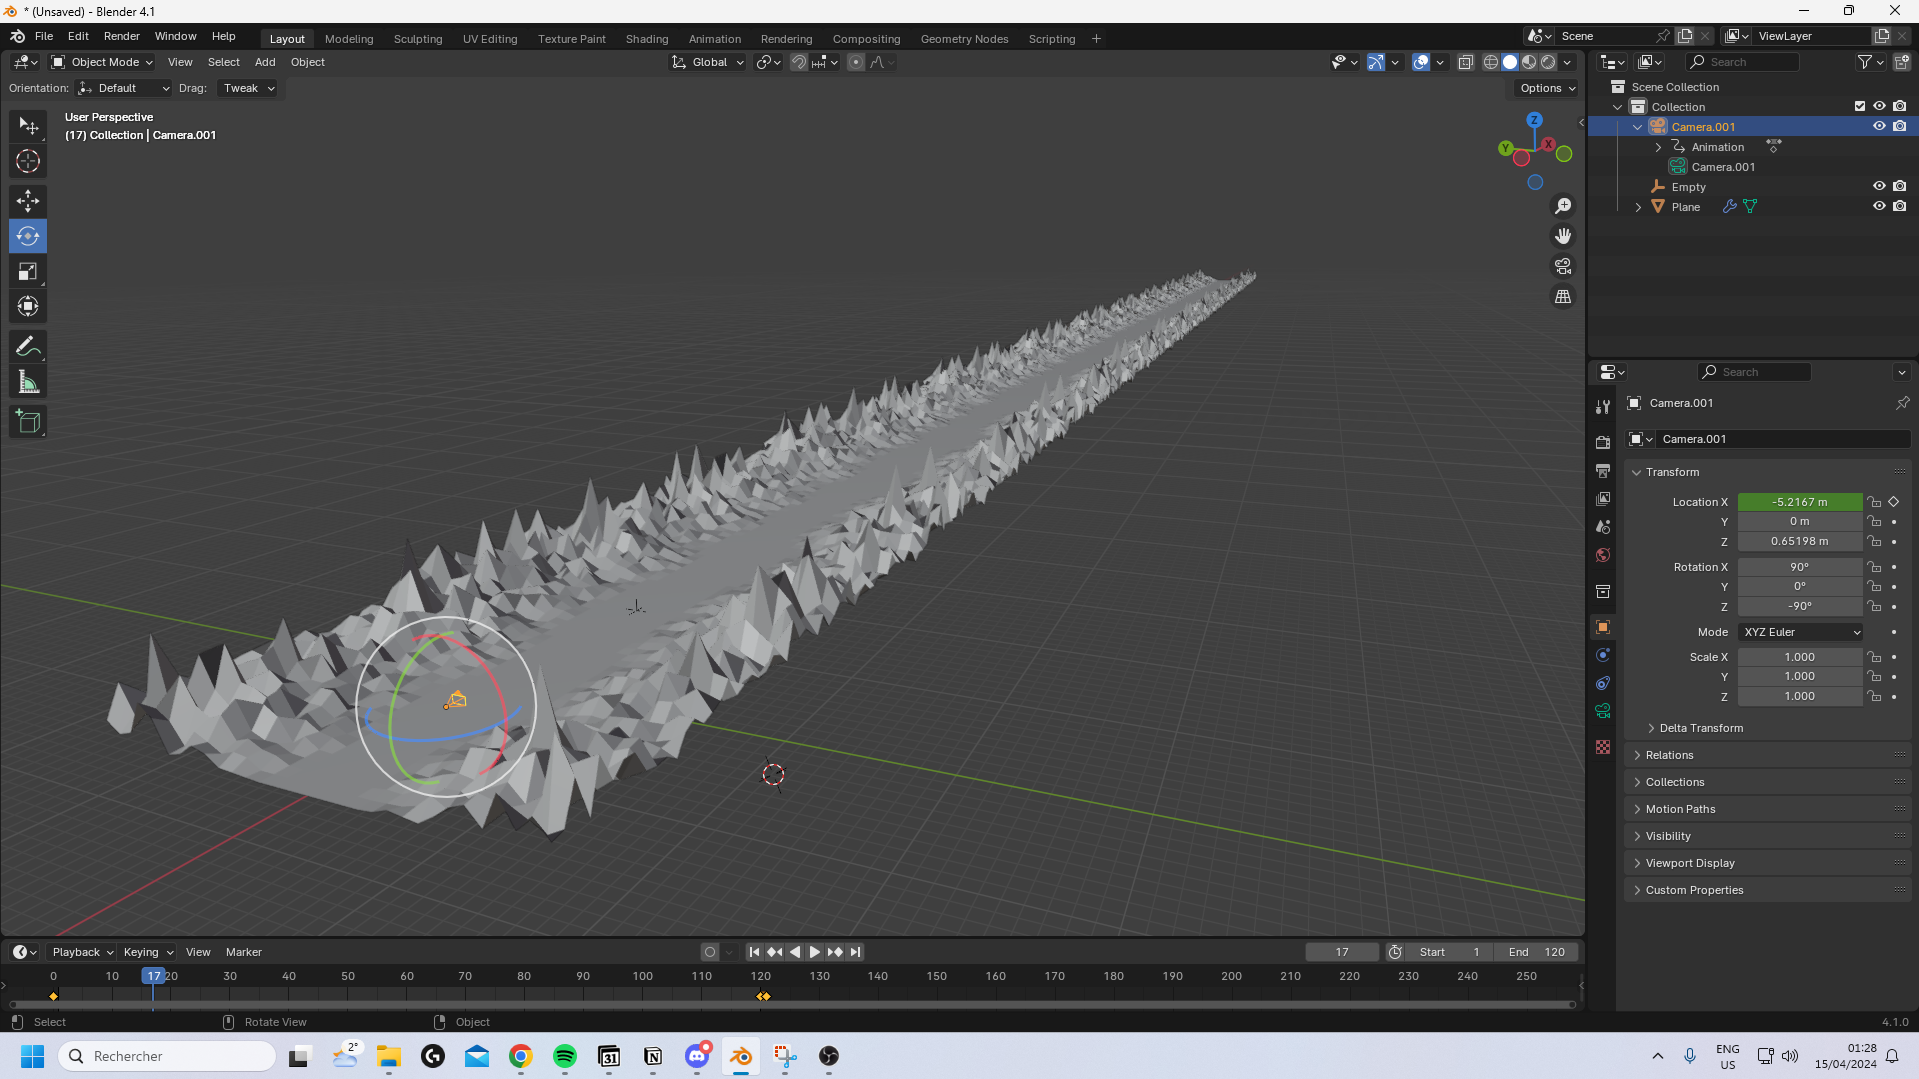 * (Unsaved) - Blender 4.1
File Edit Render Window Help Layout Modeling Sculpting UV Editing Texture Paint Shading Animation Rendering Compositing Geometry Nodes Scripting + Scene ViewLayer
Object Mode View Select Add Object Global Search
Orientation: Default Drag: Tweak Options
User Perspective
(17) Collection | Camera.001
Z
Y
X
Scene Collection
Collection
Camera.001
Animation
Camera.001
Empty
Plane
Search
Camera.001
Camera.001
Transform
Location X -5.2167 m
Y 0 m
Z 0.65198 m
Rotation X 90°
Y 0°
Z -90°
Mode XYZ Euler
Scale X 1.000
Y 1.000
Z 1.000
Delta Transform
Relations
Collections
Motion Paths
Visibility
Viewport Display
Custom Properties
Playback Keying View Marker 17 Start 1 End 120
0 10 17 20 30 40 50 60 70 80 90 100 110 120 130 140 150 160 170 180 190 200 210 220 230 240 250
Select Rotate View Object 4.1.0
Rechercher 2° 31 ENG
US
01:28
15/04/2024